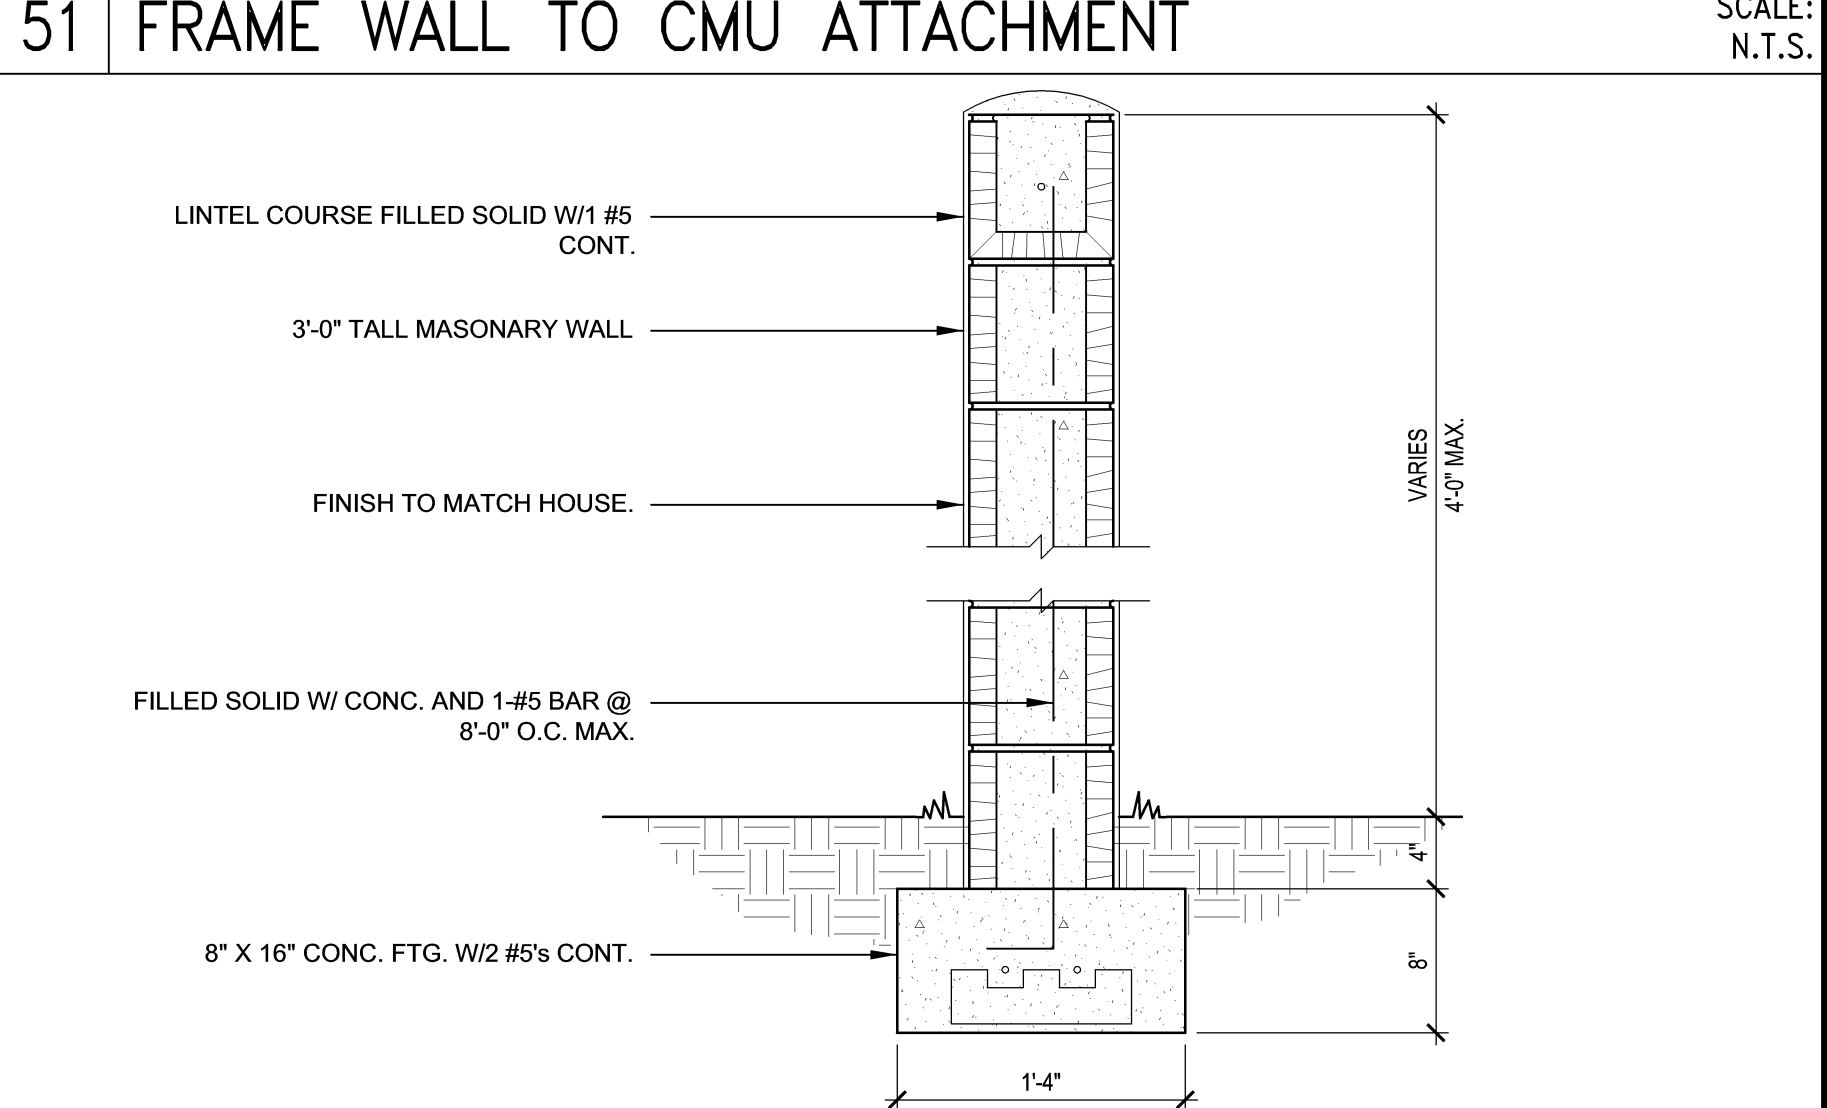 51 FRAME WALL TO CMU ATTACHMENT
SCALE:
N.T.S.
LINTEL COURSE FILLED SOLID W/1 #5
CONT.
3'-0" TALL MASONARY WALL
FINISH TO MATCH HOUSE.
FILLED SOLID W/ CONC. AND 1-#5 BAR @
8'-0" O.C. MAX.
8" X 16" CONC. FTG. W/2 #5's CONT.
VARIES
4'-0" MAX.
4"
8"
1'-4"